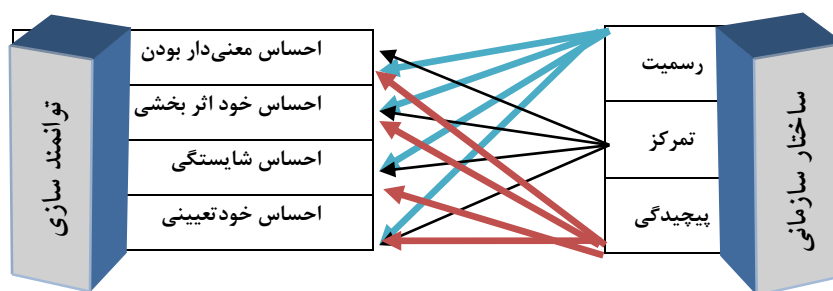 ساختار سازمانی
رسمیت
تمرکز
پیچیدگی
احساس معنی‌دار بودن
احساس خود اثر بخشی
احساس شایستگی
احساس خودتعیینی
توانمند سازی